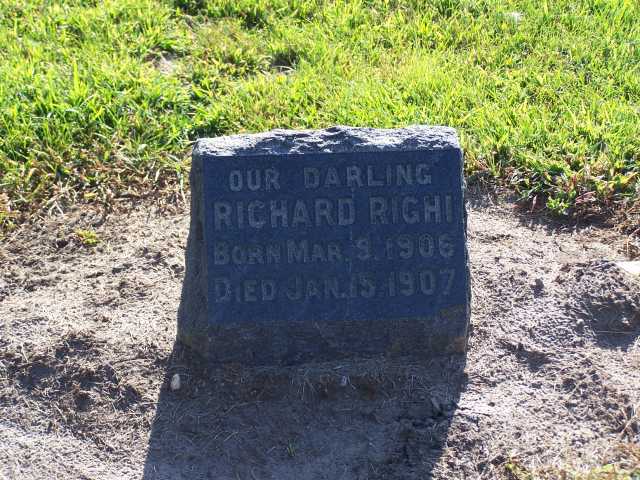 OUR DARLING
RICHARD RIGHI
BORN MAR. 9. 1906
DIED JAN. 15. 1907